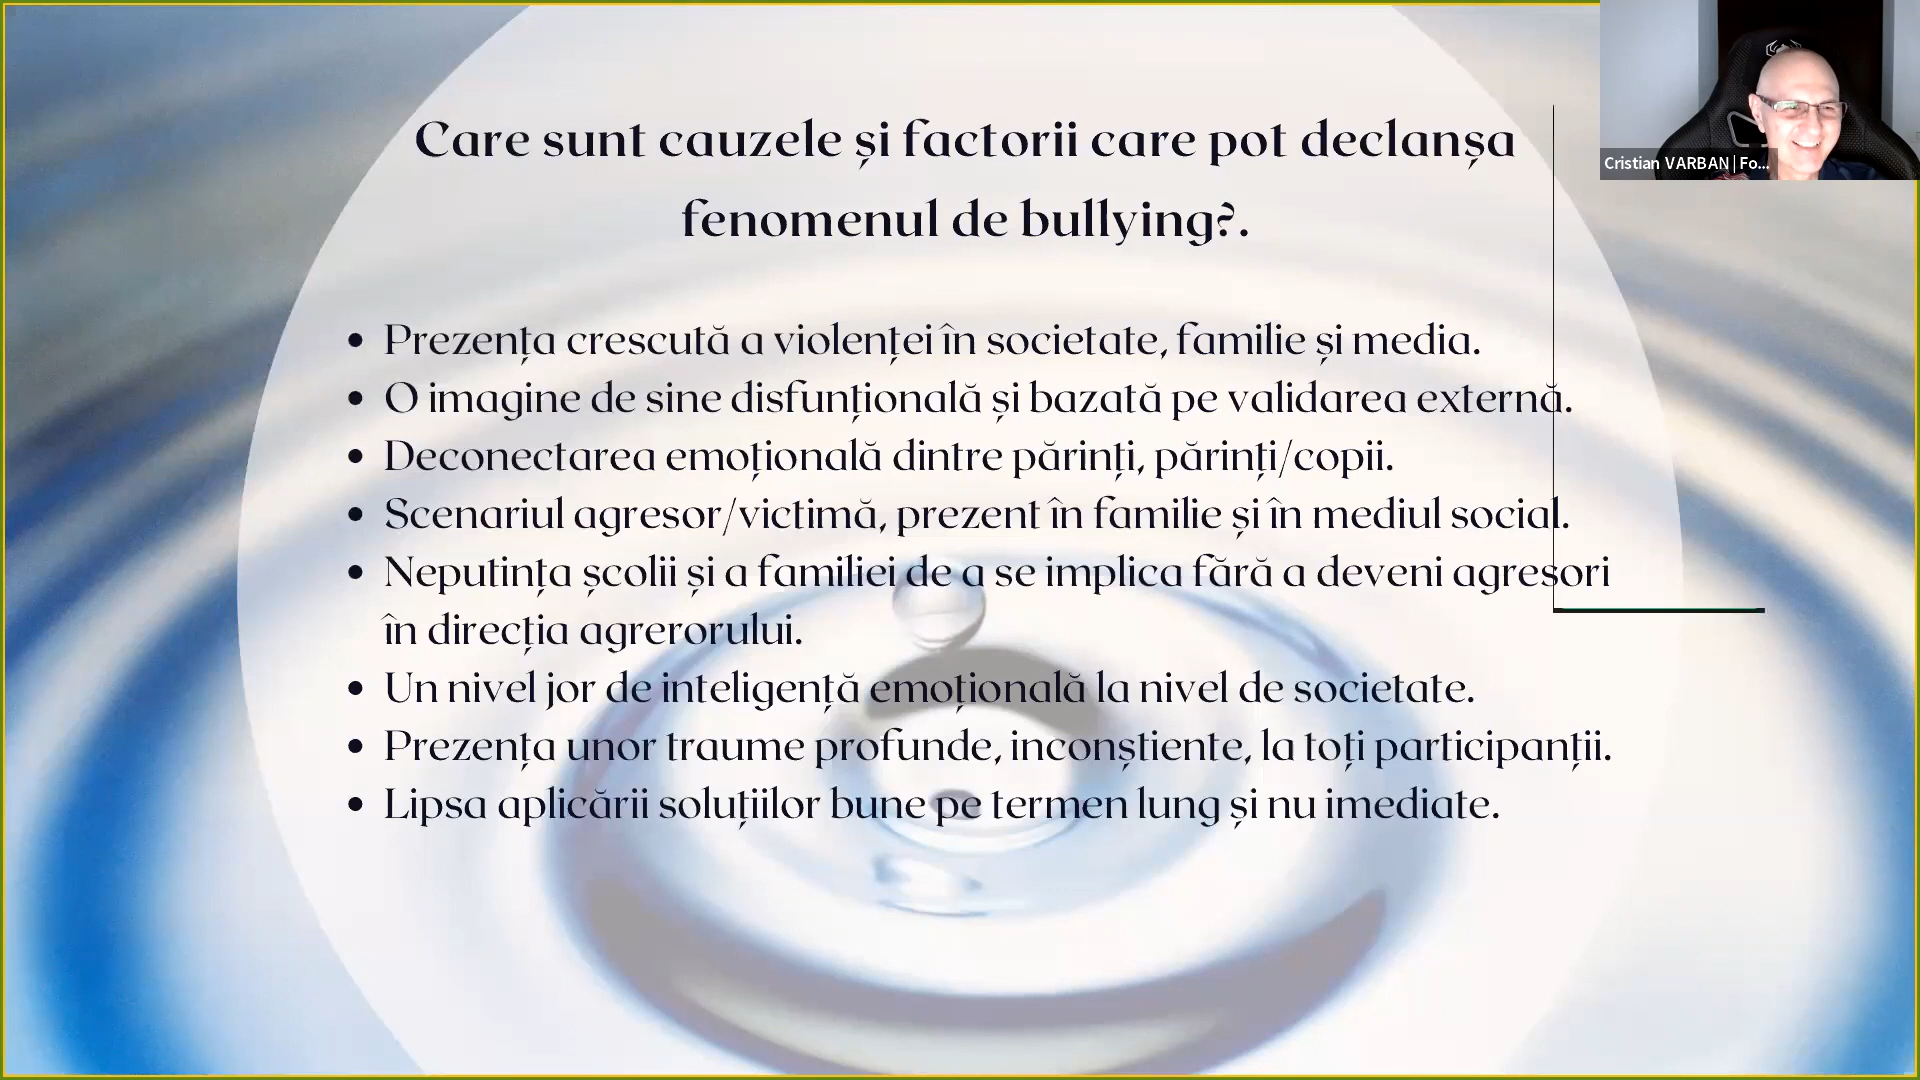 Care sunt cauzele și factorii care pot declanșa
fenomenul de bullying?.
• Prezența crescută a violenței în societate, familie și media.
• O imagine de sine disfuncțională și bazată pe validarea externă.
• Deconectarea emoțională dintre părinți, părinți/copii.
• Scenariul agresor/victimă, prezent în familie și în mediul social.
• Neputința școlii și a familiei de a se implica fără a deveni agresori
în direcția agrerorului.
• Un nivel jor de inteligență emoțională la nivel de societate.
• Prezența unor traume profunde, inconștiente, la toți participanții.
• Lipsa aplicării soluțiilor bune pe termen lung și nu imediate.
Cristian VARBAN | Fo...